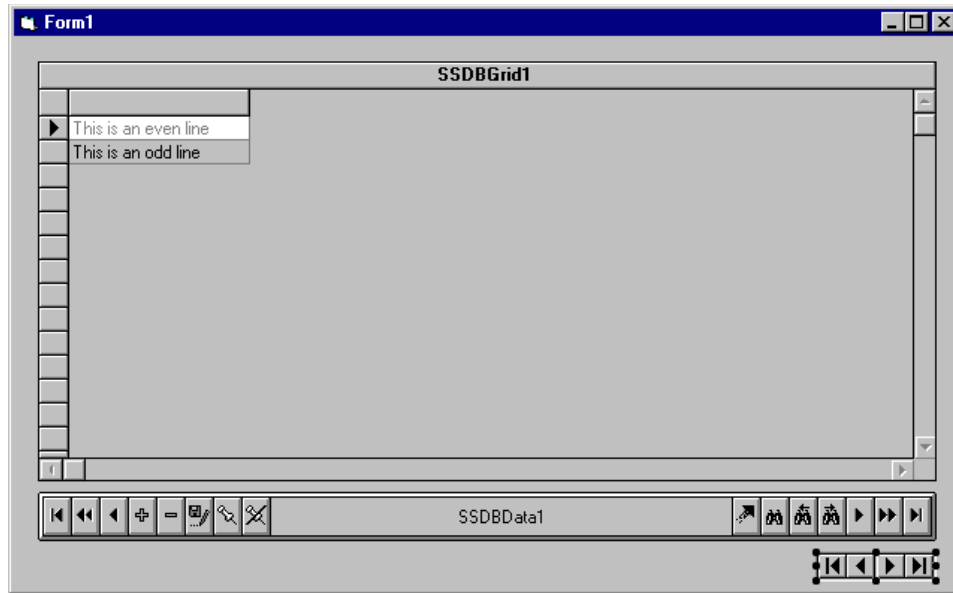 Form1
SSDBGrid1
This is an even line
This is an odd line
SSDBData1